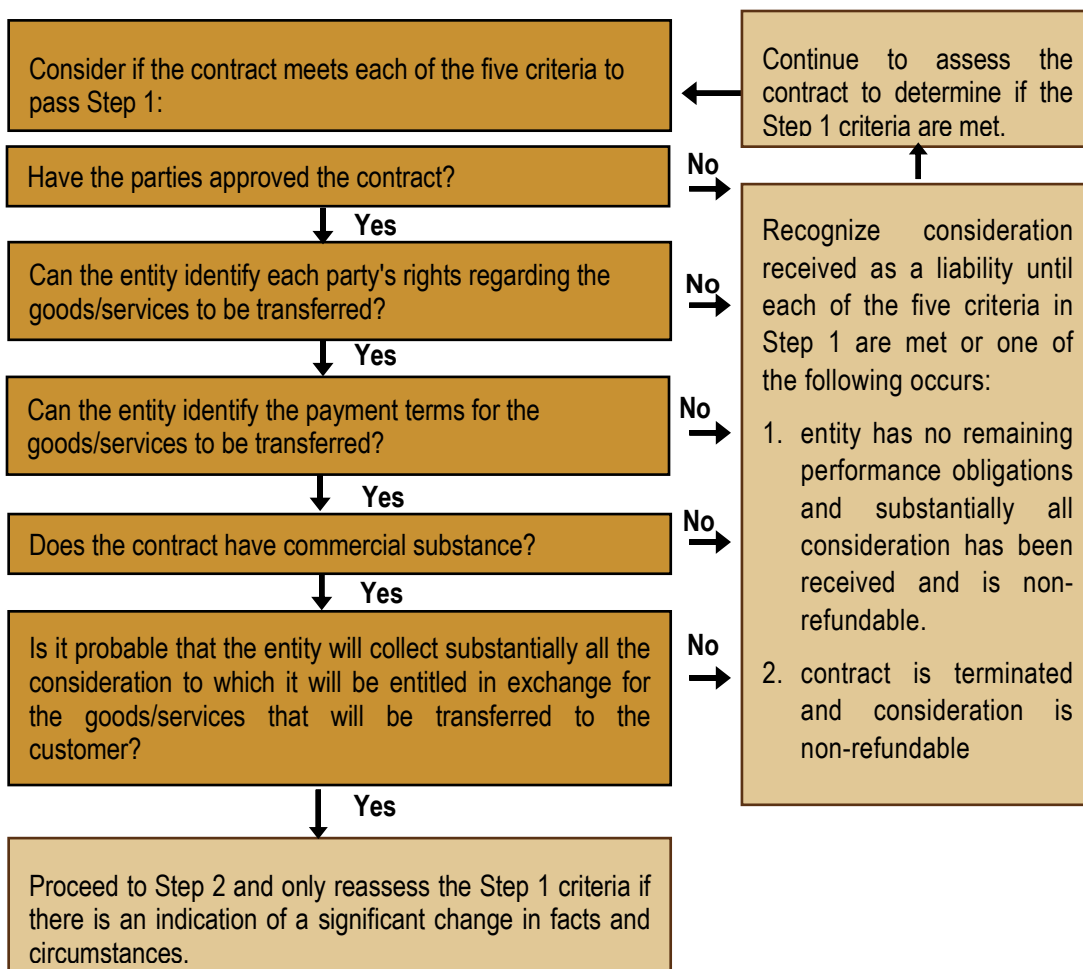 Consider if the contract meets each of the five criteria to
pass Step 1:
Continue to assess the
contract to determine if the
Step 1 criteria are met.
Have the parties approved the contract?
No
Yes
Can the entity identify each party's rights regarding the
goods/services to be transferred?
No
Yes
Can the entity identify the payment terms for the
goods/services to be transferred?
No
Yes
Does the contract have commercial substance?
No
Yes
Is it probable that the entity will collect substantially all the
consideration to which it will be entitled in exchange for
the goods/services that will be transferred to the
customer?
No
Yes
Proceed to Step 2 and only reassess the Step 1 criteria if
there is an indication of a significant change in facts and
circumstances.
Recognize consideration
received as a liability until
each of the five criteria in
Step 1 are met or one of
the following occurs:
1. entity has no remaining
performance obligations
and substantially all
consideration has been
received and is non-
refundable.
2. contract is terminated
and consideration is
non-refundable